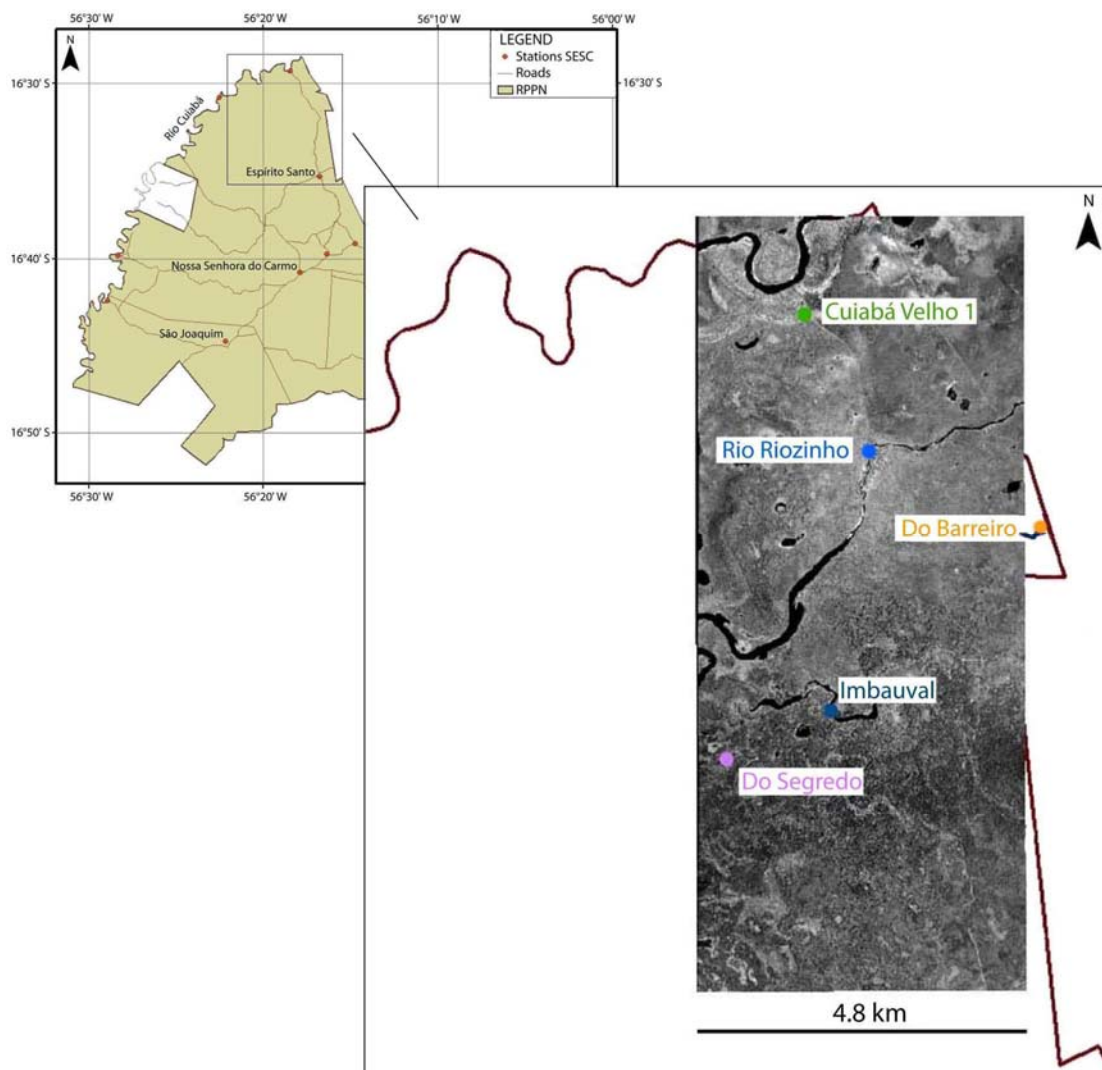 56°30' W
56°20' W
56°10' W
56°00' W
N
LEGEND
Stations SESC
Roads
RPPN
16°30' S
16°30' S
Rio Cuiabá
Espírito Santo
16°40' S
Nossa Senhora do Carmo
São Joaquim
16°50' S
56°30' W
56°20' W
N
Cuiabá Velho 1
Rio Riozinho
Do Barreiro
Imbauval
Do Segredo
4.8 km